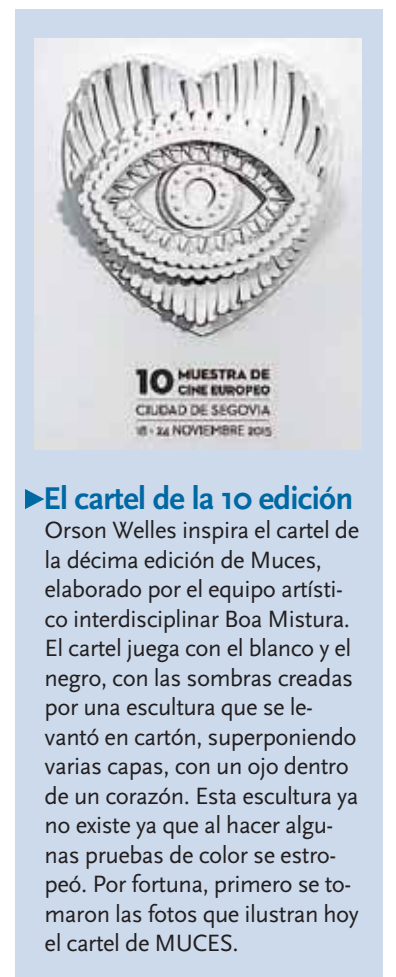 10 MUESTRA DE
CINE EUROPEO
CIUDAD DE SEGOVIA
18 - 24 NOVIEMBRE 2015
▶El cartel de la 10 edición
Orson Welles inspira el cartel de
la décima edición de Muces,
elaborado por el equipo artísti-
co interdisciplinar Boa Mistura.
El cartel juega con el blanco y el
negro, con las sombras creadas
por una escultura que se le-
vantó en cartón, superponiendo
varias capas, con un ojo dentro
de un corazón. Esta escultura ya
no existe ya que al hacer algu-
nas pruebas de color se estro-
peó. Por fortuna, primero se to-
maron las fotos que ilustran hoy
el cartel de MUCES.